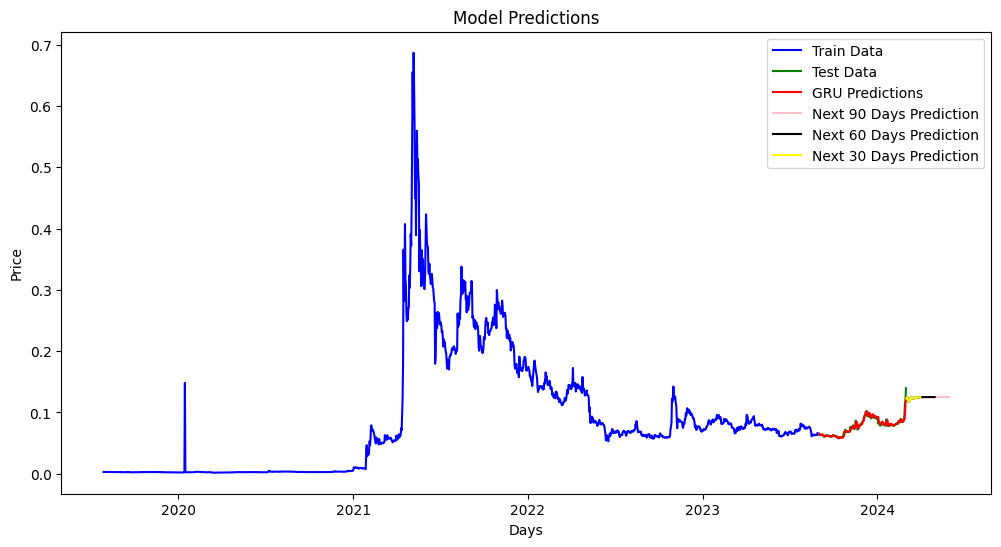 Model Predictions
Train Data
Test Data
GRU Predictions
Next 90 Days Prediction
Next 60 Days Prediction
Next 30 Days Prediction
Price
0.7
0.6
0.5
0.4
0.3
0.2
0.1
0.0
2020
2021
2022
2023
2024
Days